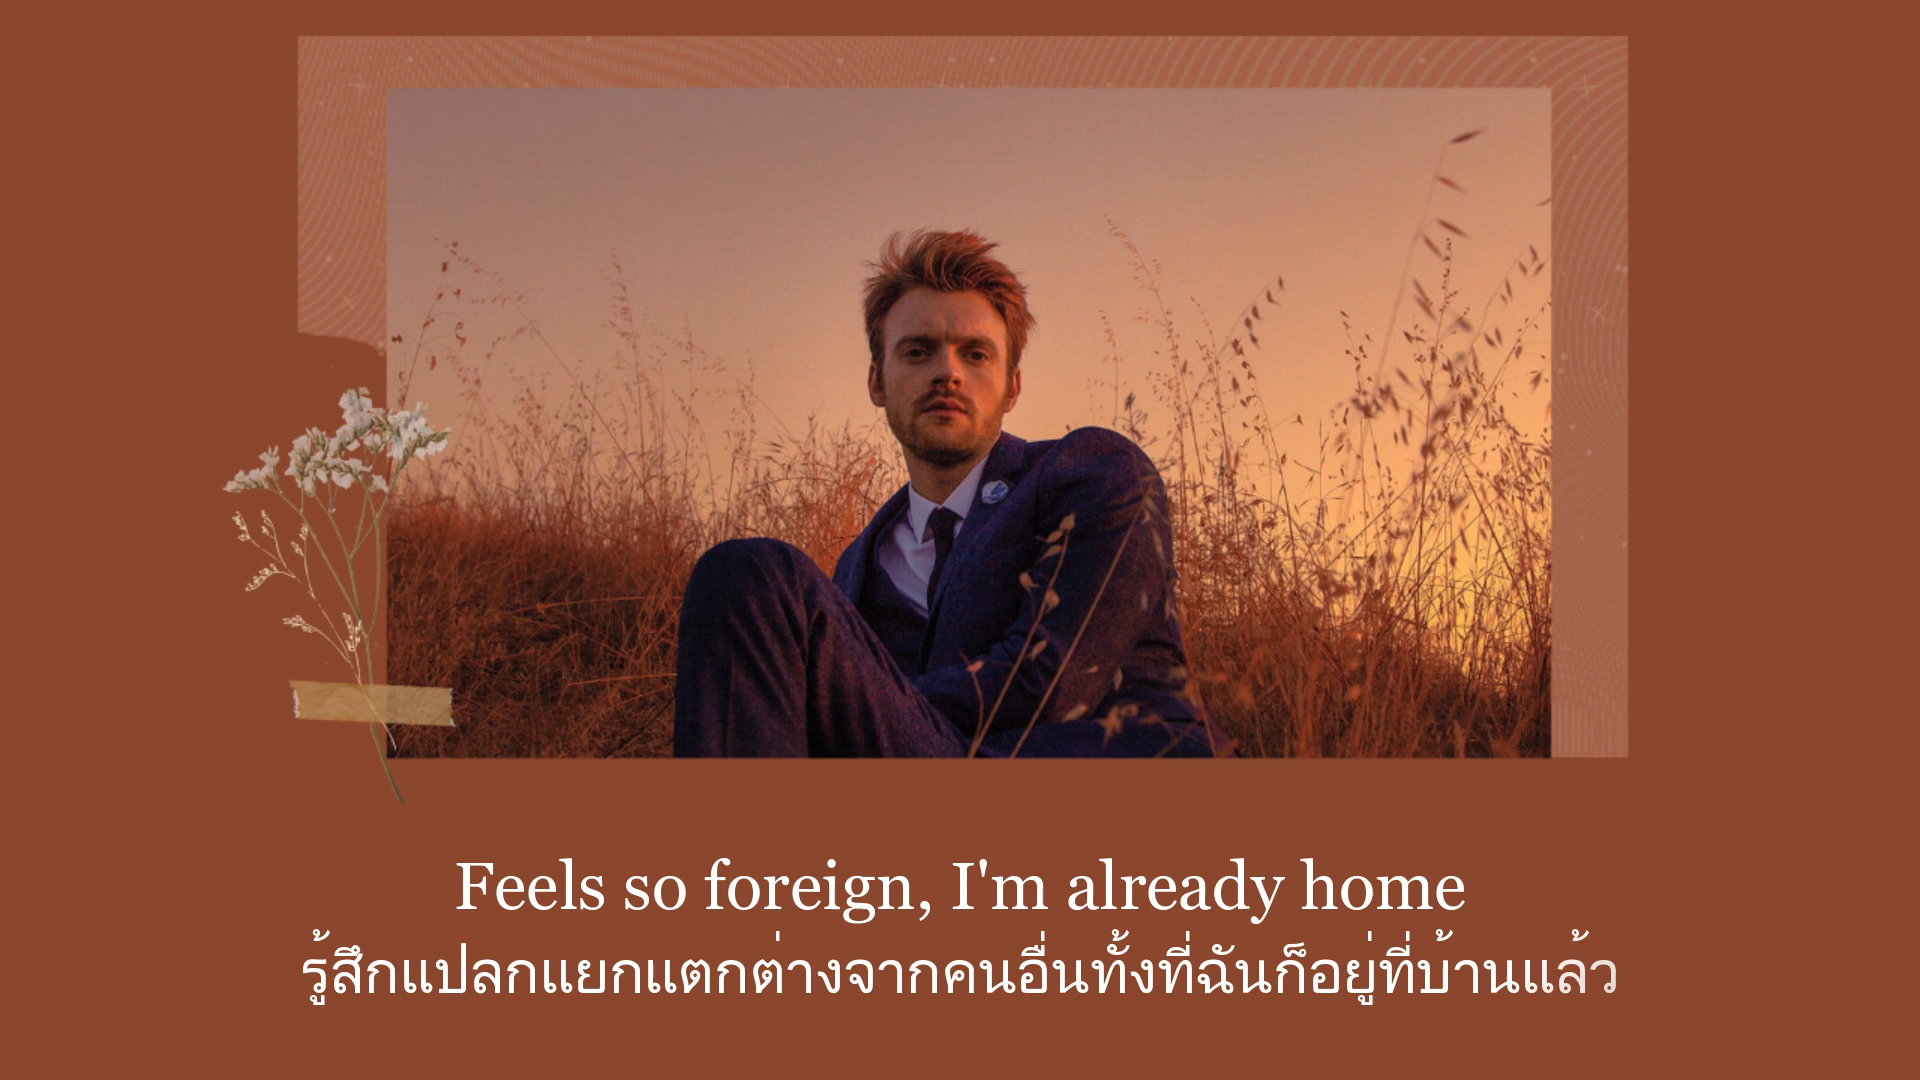 Feels so foreign, I'm already home
รู้สึกแปลกแยกแตกต่างจากคนอื่นทั้งที่ฉันก็อยู่ที่บ้านแล้ว